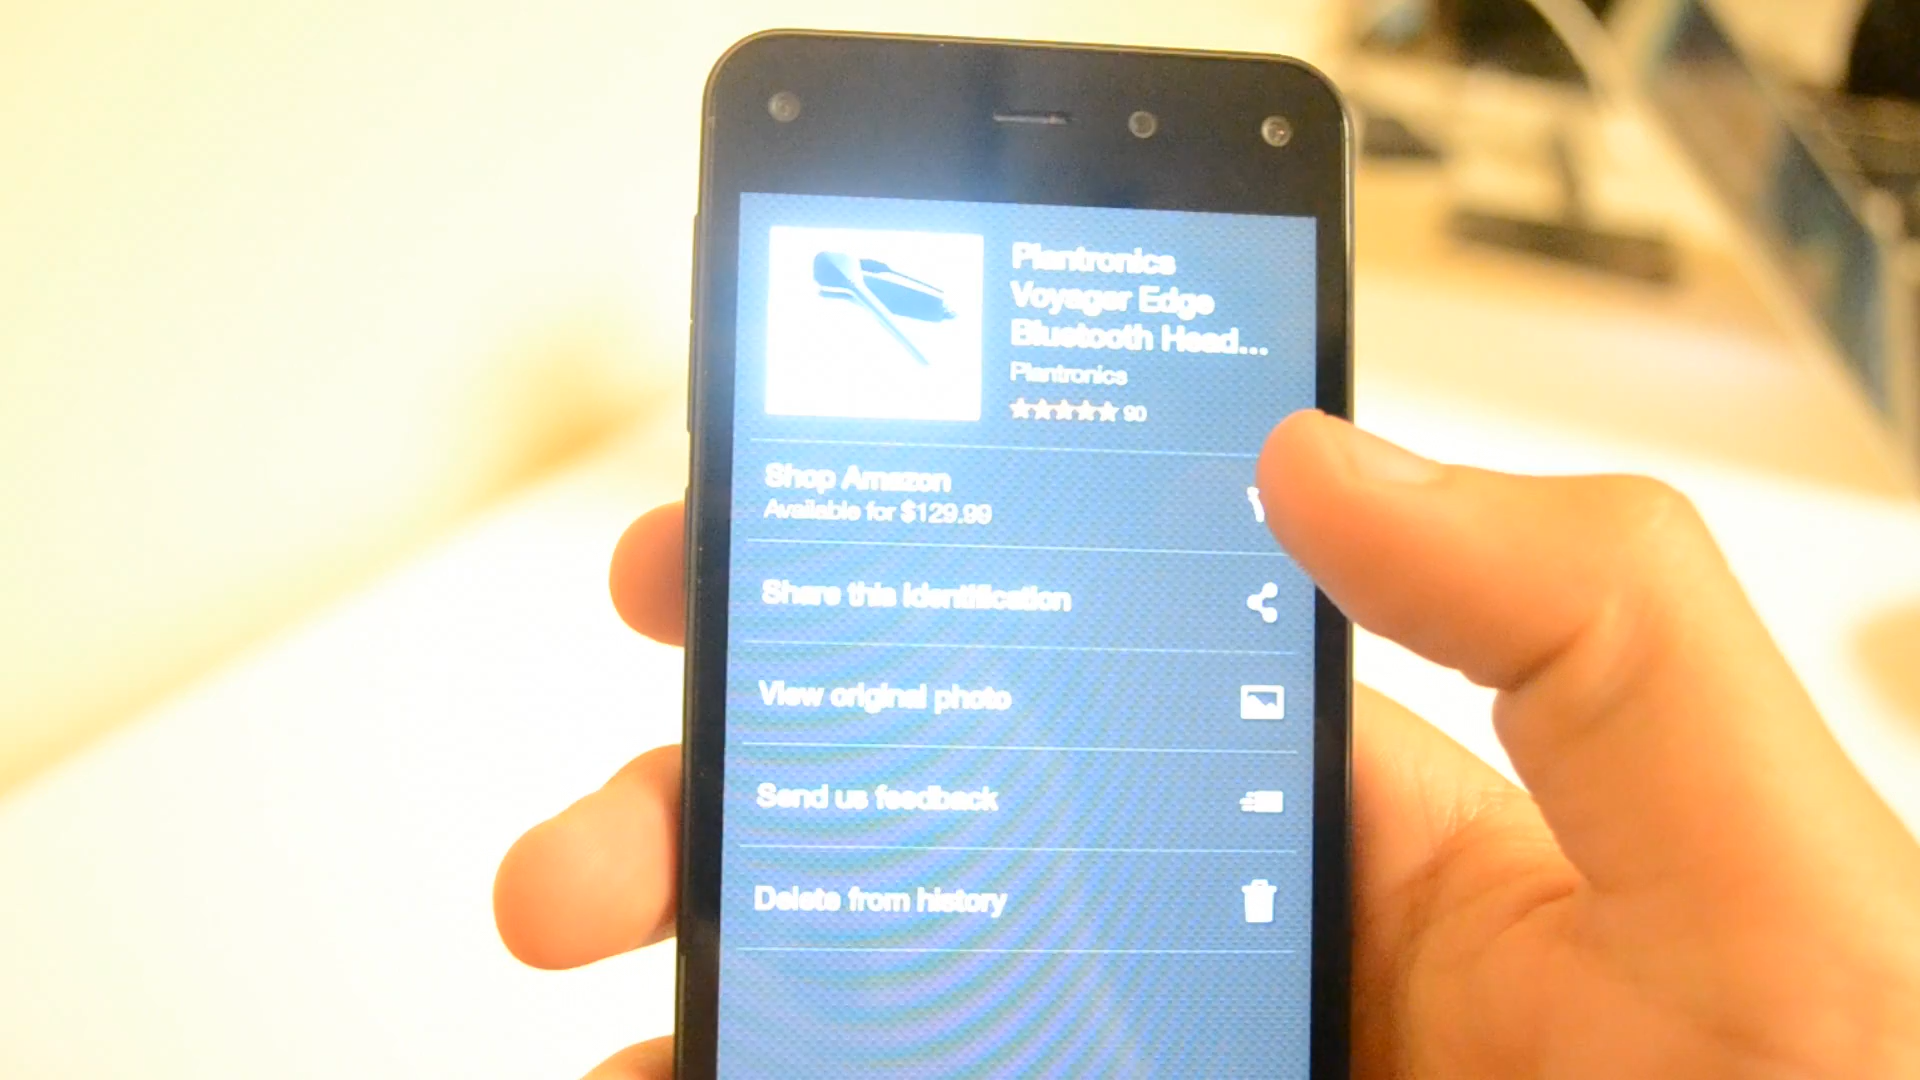 Plantronics
Voyager Edge
Bluetooth Head...
Plantronics
90
Shop Amazon
Available for $129.99
Share this identification
View original photo
Send us feedback
Delete from history